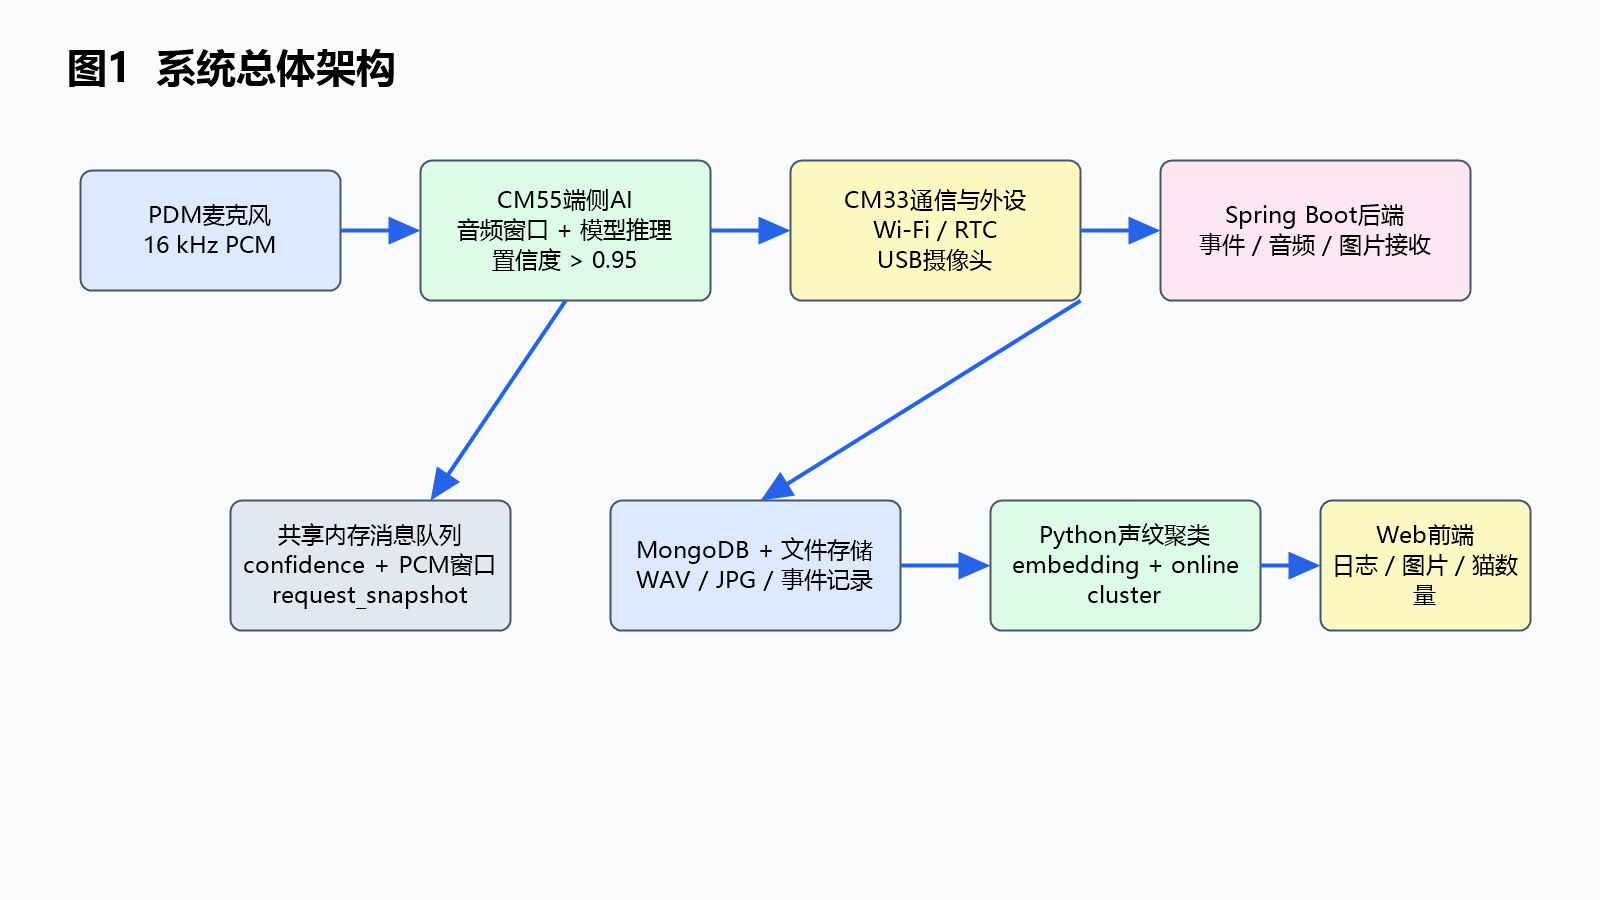 图1 系统总体架构
PDM麦克风
16 kHz PCM
CM55端侧AI
音频窗口 + 模型推理
置信度 > 0.95
CM33通信与外设
Wi-Fi / RTC
USB摄像头
Spring Boot后端
事件 / 音频 / 图片接收
共享内存消息队列
confidence + PCM窗口
request_snapshot
MongoDB + 文件存储
WAV / JPG / 事件记录
Python声纹聚类
embedding + online
cluster
Web前端
日志 / 图片 / 猫数
量